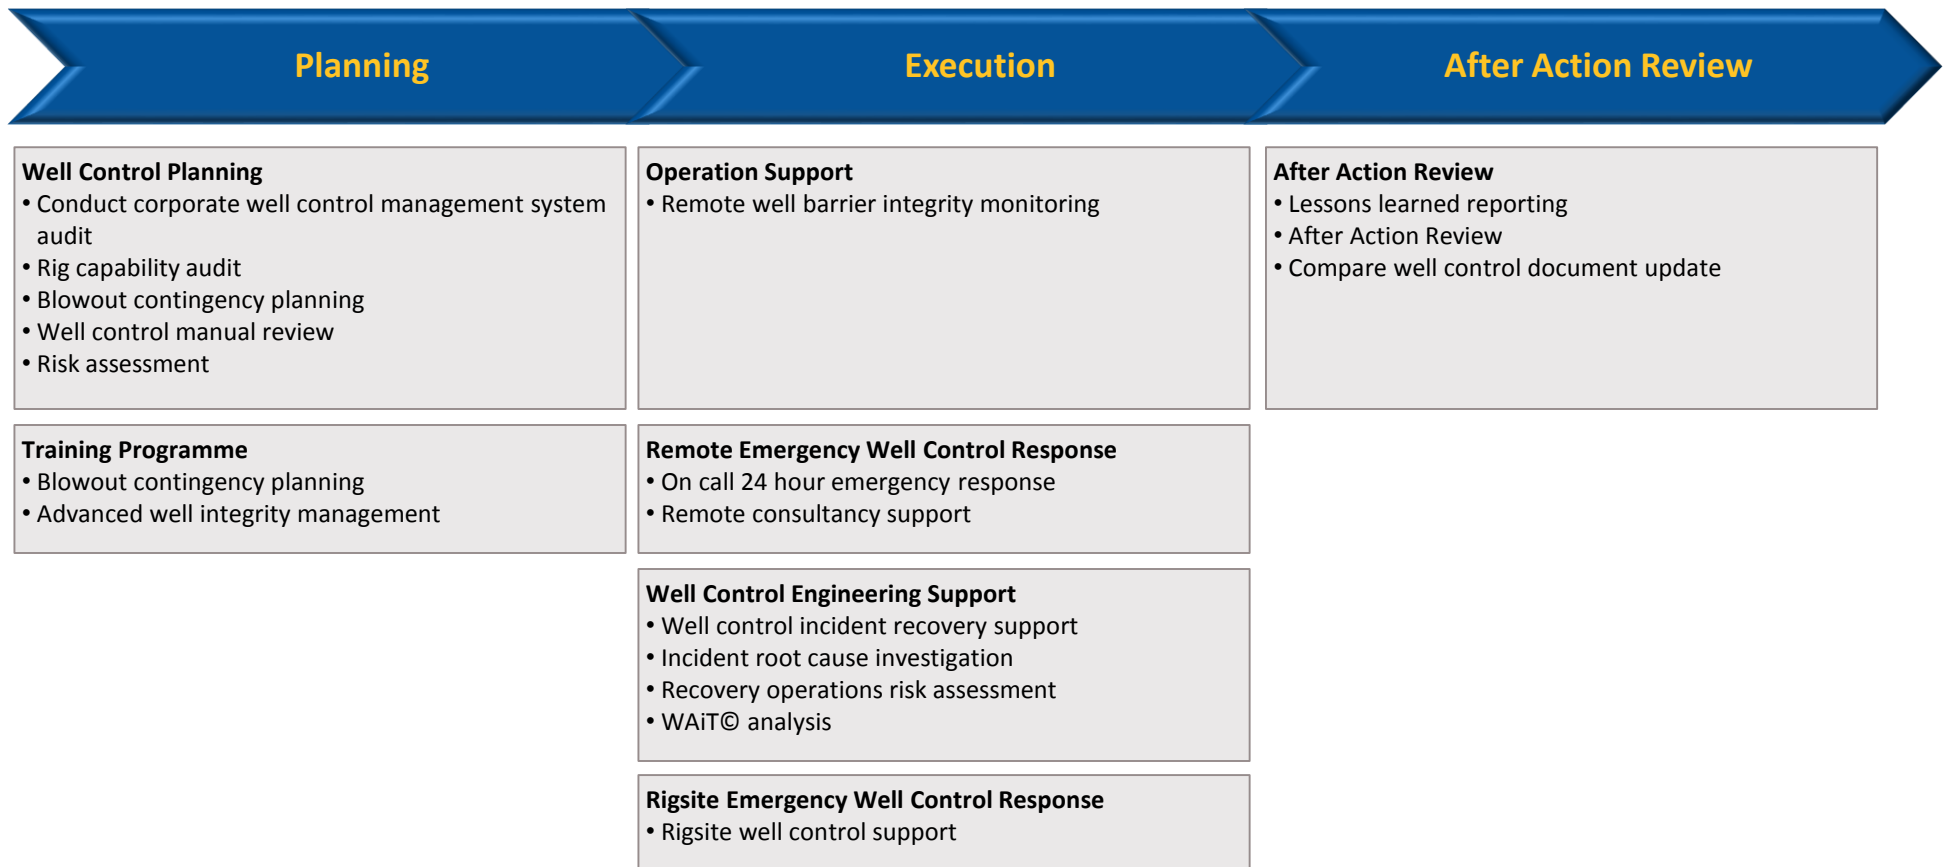 Planning
Execution
After Action Review
Well Control Planning
• Conduct corporate well control management system
audit
• Rig capability audit
• Blowout contingency planning
• Well control manual review
• Risk assessment
Training Programme
• Blowout contingency planning
• Advanced well integrity management
Operation Support
• Remote well barrier integrity monitoring
Remote Emergency Well Control Response
• On call 24 hour emergency response
• Remote consultancy support
Well Control Engineering Support
• Well control incident recovery support
• Incident root cause investigation
• Recovery operations risk assessment
• WAiT© analysis
Rigsite Emergency Well Control Response
• Rigsite well control support
After Action Review
• Lessons learned reporting
• After Action Review
• Compare well control document update